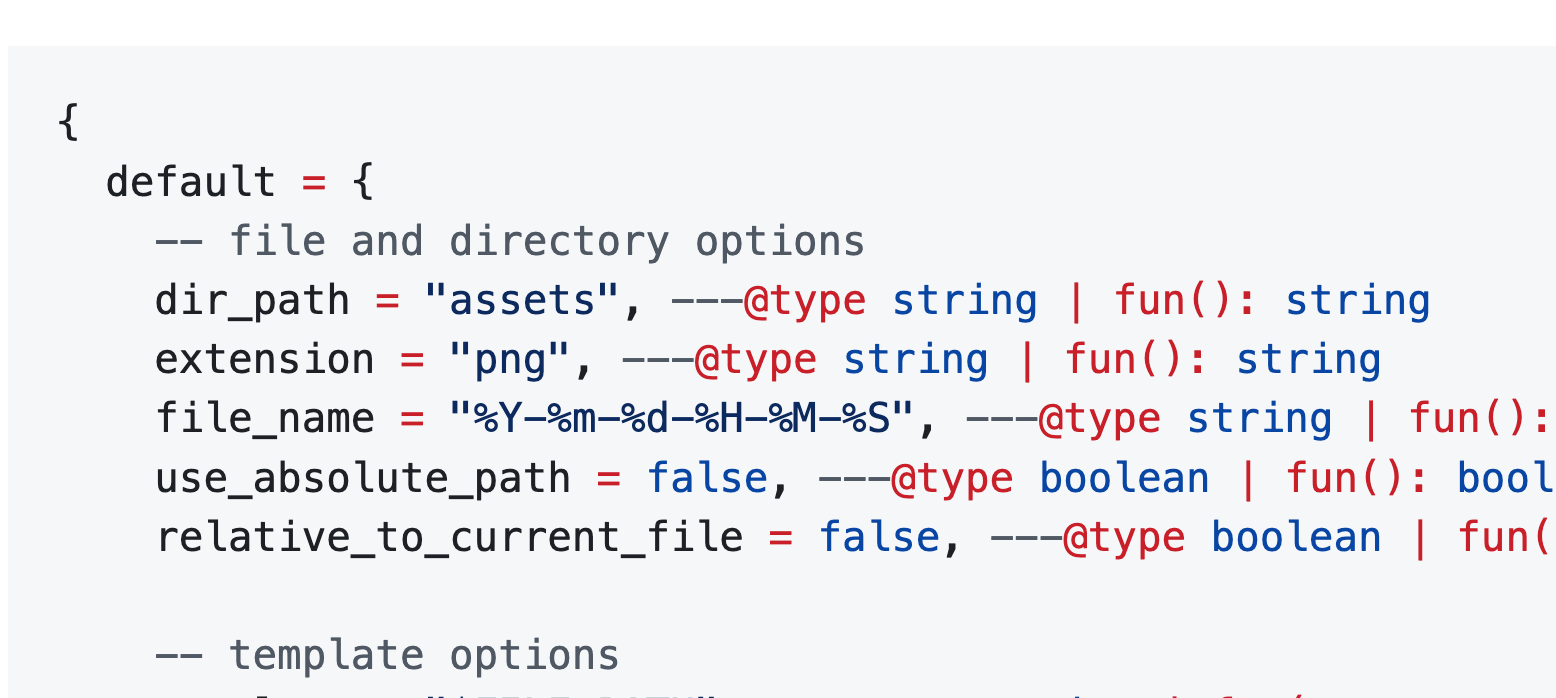 {
default = {
-- file and directory options
dir_path = "assets", ---@type string | fun(): string
extension = "png", ---@type string | fun(): string
file_name = "%Y-%m-%d-%H-%M-%S", ---@type string | fun():
use_absolute_path = false, ---@type boolean | fun(): bool
relative_to_current_file = false, ---@type boolean | fun(
-- template options